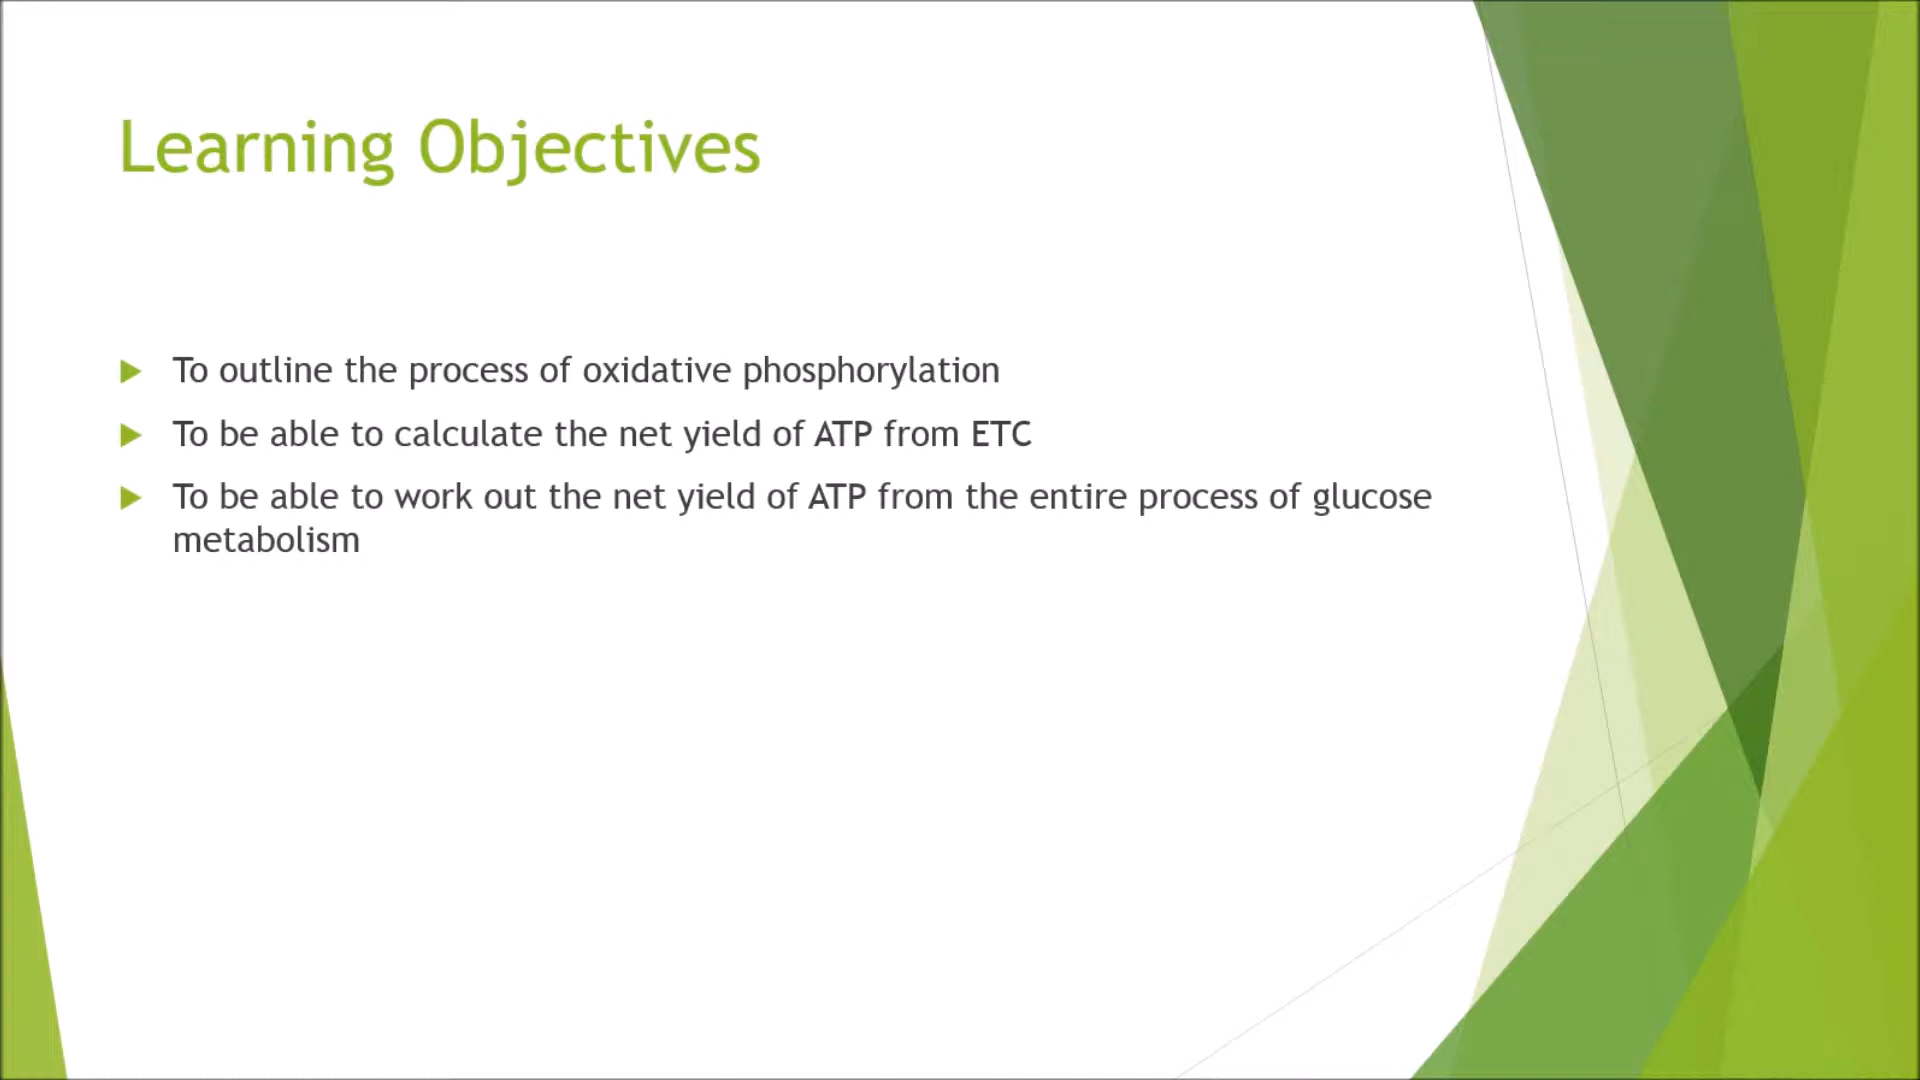 Learning Objectives
To outline the process of oxidative phosphorylation
To be able to calculate the net yield of ATP from ETC
To be able to work out the net yield of ATP from the entire process of glucose
metabolism